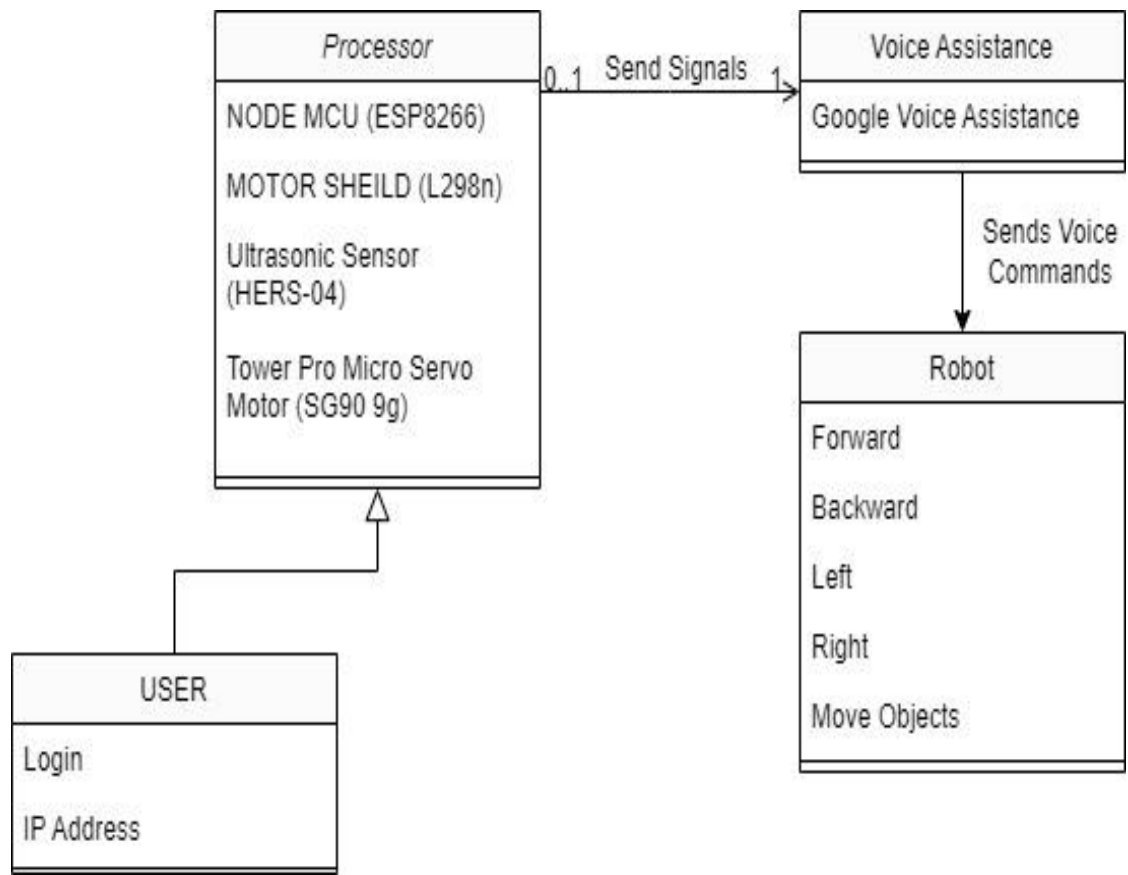 Processor
NODE MCU (ESP8266)
MOTOR SHEILD (L298n)
Ultrasonic Sensor
(HERS-04)
Tower Pro Micro Servo
Motor (SG90 9g)
0..1
Send Signals
1
Voice Assistance
Google Voice Assistance
Sends Voice
Commands
Robot
Forward
Backward
Left
Right
Move Objects
USER
Login
IP Address